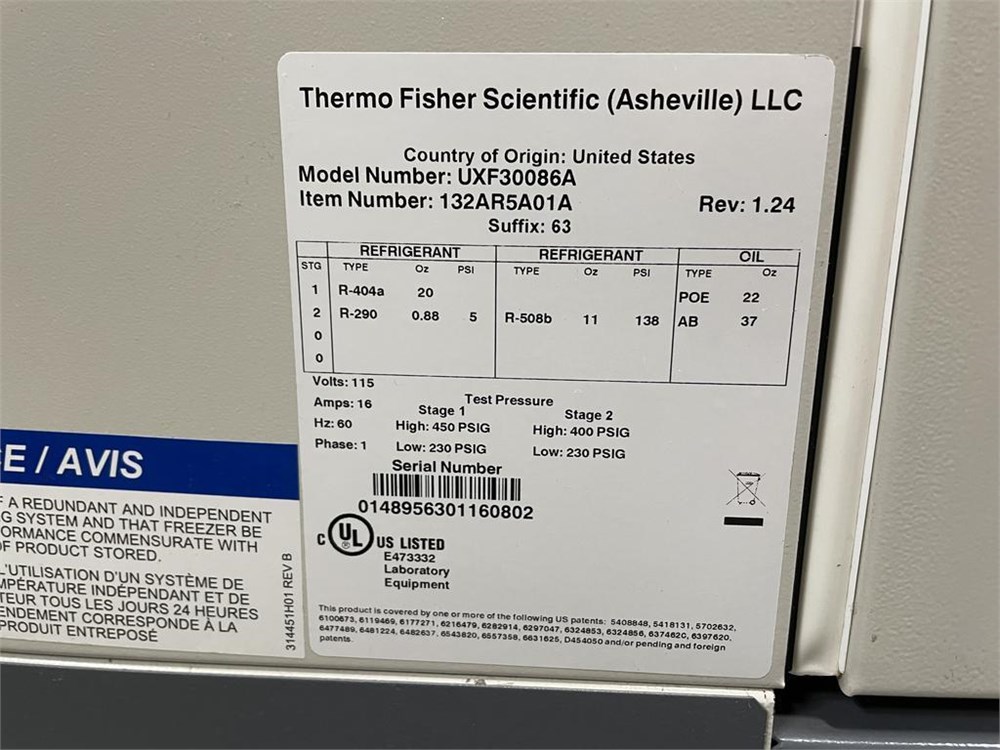 Thermo Fisher Scientific (Asheville) LLC
Country of Origin: United States
Model Number: UXF30086A
Item Number: 132AR5A01A Rev: 1.24
Suffix: 63
REFRIGERANT REFRIGERANT OIL
STG TYPE Oz PSI TYPE Oz PSI TYPE Oz
1 R-404a 20 POE 22
2 R-290 0.88 5 R-508b 11 138 AB 37
0
0
Volts: 115
Amps: 16
Hz: 60
Phase: 1
Test Pressure
Stage 1 Stage 2
High: 450 PSIG High: 400 PSIG
Low: 230 PSIG Low: 230 PSIG
Serial Number
0148956301160802
C UL US LISTED
E473332
Laboratory
Equipment
This product is covered by one or more of the following US patents: 5408848, 5418131, 5702632,
6100673, 6119469, 6177271, 6216479, 6282914, 6297047, 6324853, 6324856, 6374620, 6397620,
6477489, 6481224, 6482637, 6543820, 6557358, 6631625, D454050 and/or pending and foreign
patents.
E / AVIS
F A REDUNDANT AND INDEPENDENT
G SYSTEM AND THAT FREEZER BE
ORMANCE COMMENSURATE WITH
OF PRODUCT STORED.
L'UTILISATION D'UN SYSTÈME DE
MPÉRATURE INDÉPENDANT ET DE
TEUR TOUS LES JOURS 24 HEURES
ENDEMENT CORRESPONDE À LA
PRODUIT ENTREPOSÉ
314451H01 REV B